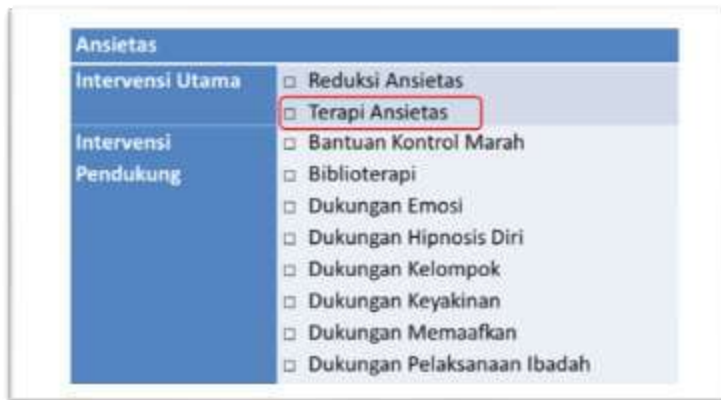 Ansietas
Intervensi Utama □ Reduksi Ansietas
□ Terapi Ansietas
Intervensi □ Bantuan Kontrol Marah
Pendukung □ Biblioterapi
□ Dukungan Emosi
□ Dukungan Hipnosis Diri
□ Dukungan Kelompok
□ Dukungan Keyakinan
□ Dukungan Memaafkan
□ Dukungan Pelaksanaan Ibadah